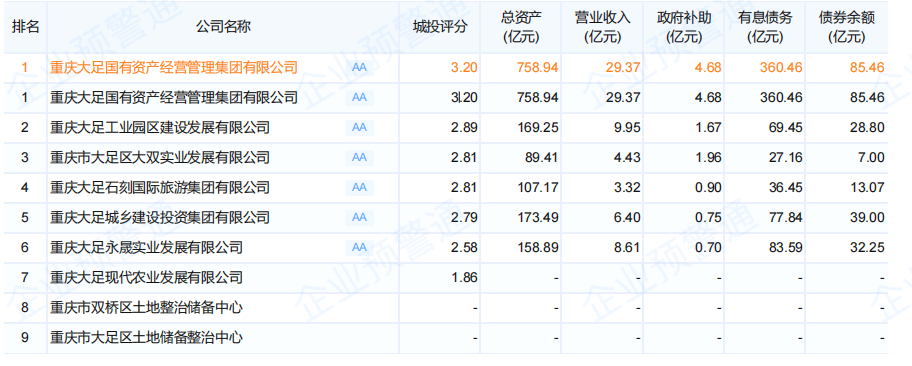 排名 公司名称 城投评分 总资产(亿元) 营业收入(亿元) 政府补助(亿元) 有息债务(亿元) 债券余额(亿元)
1 重庆大足国有资产经营管理集团有限公司 AA 3.20 758.94 29.37 4.68 360.46 85.46
1 重庆大足国有资产经营管理集团有限公司 AA 3.20 758.94 29.37 4.68 360.46 85.46
2 重庆大足工业园区建设发展有限公司 AA 2.89 169.25 9.95 1.67 69.45 28.80
3 重庆市大足区大双实业发展有限公司 AA 2.81 89.41 4.43 1.96 27.16 7.00
4 重庆大足石刻国际旅游集团有限公司 AA 2.81 107.17 3.32 0.90 36.45 13.07
5 重庆大足城乡建设投资集团有限公司 AA 2.79 173.49 6.40 0.75 77.84 39.00
6 重庆大足永晟实业发展有限公司 AA 2.58 158.89 8.61 0.70 83.59 32.25
7 重庆大足现代农业发展有限公司 1.86 - - - - -
8 重庆市双桥区土地整治储备中心 - - - - - -
9 重庆市大足区土地储备整治中心 - - - - - -
企业预警通